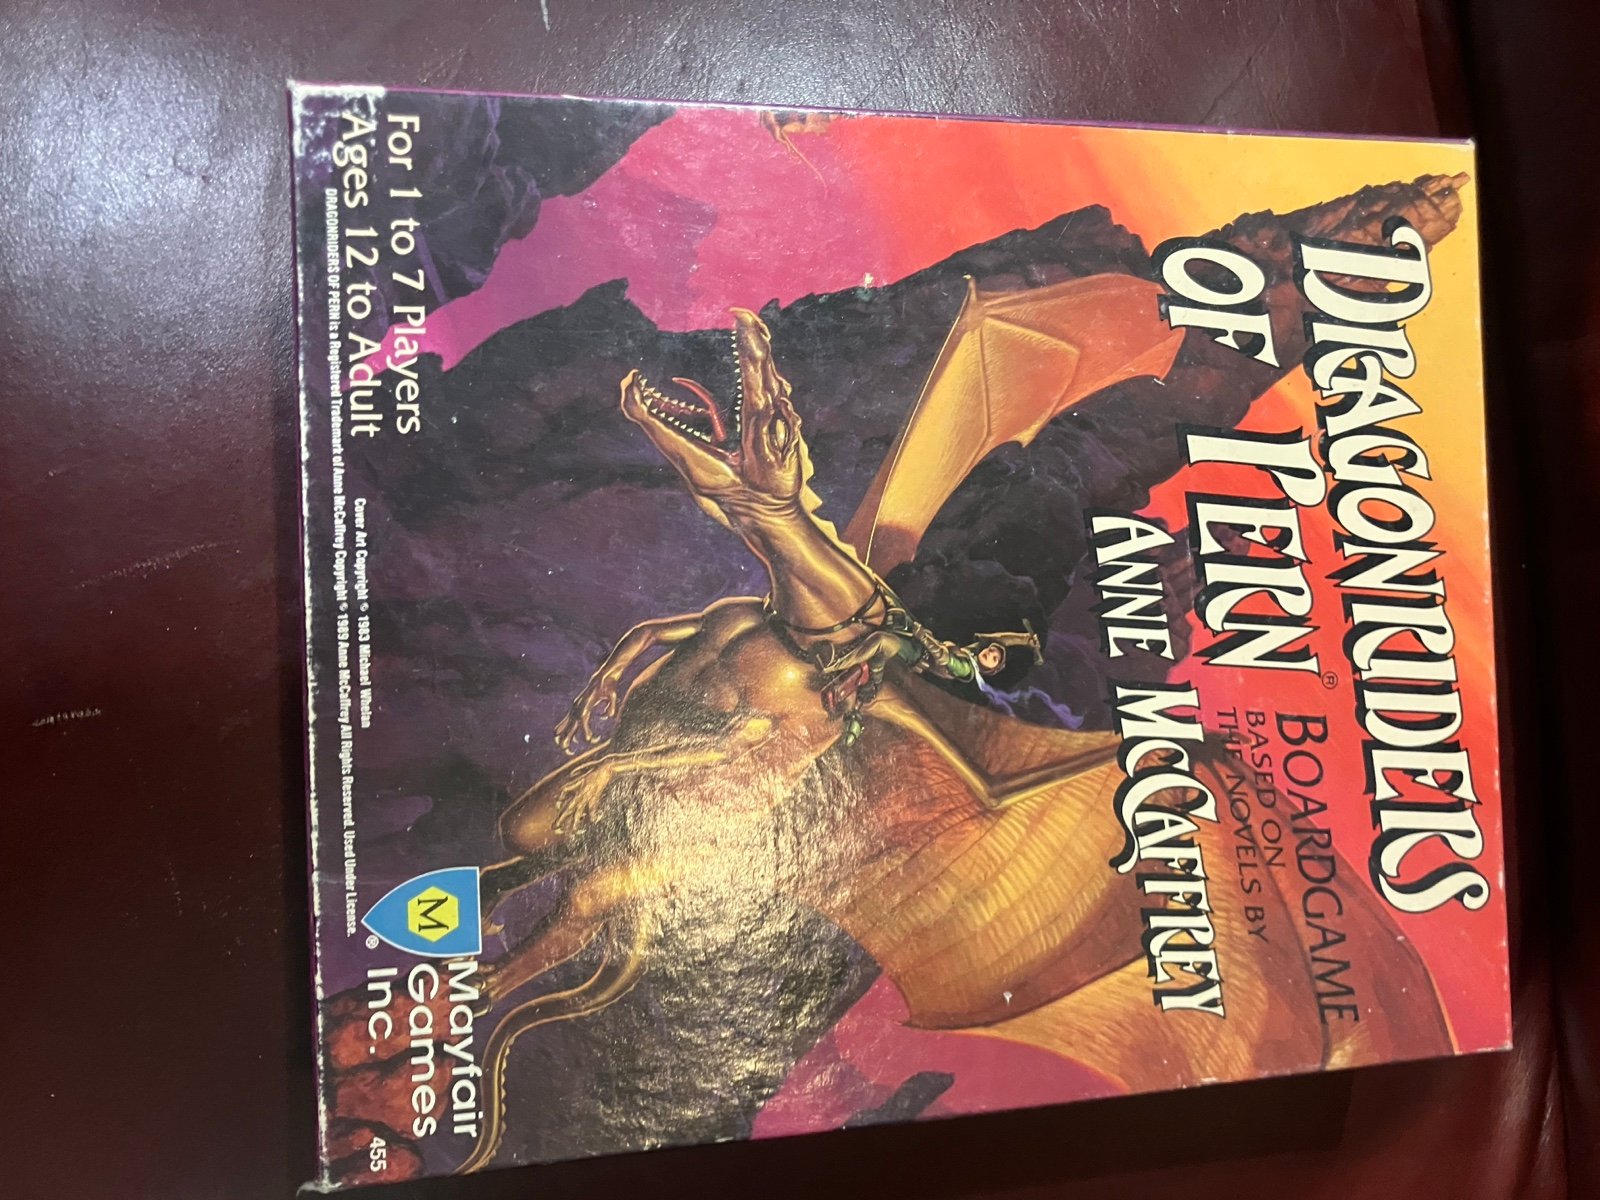 DRAGONRIDERS
OF PERN® BOARDGAME
BASED ON
THE NOVELS BY
ANNE MCCAFFREY
For 1 to 7 Players
Ages 12 to Adult
Cover Art Copyright © 1983 Michael Whelan
DRAGONRIDERS OF PERN is a Registered Trademark of Anne McCaffrey Copyright © 1989 Anne McCaffrey All Rights Reserved. Used Under License.
M
®
Mayfair
Games
Inc.
455